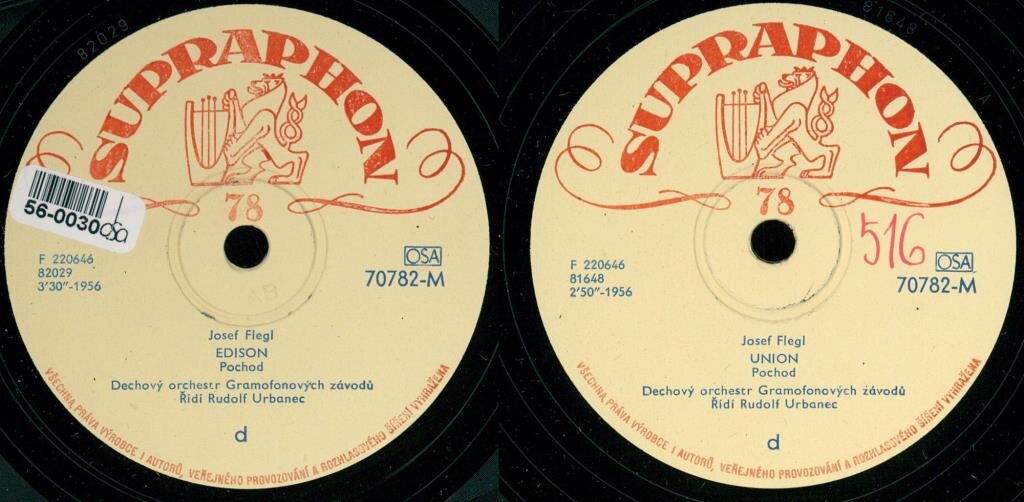 82029
SUPRAPHON
78
56-0030
OSA
F 220646
82029
3'30"-1956
OSA
70782-M
Josef Flegl
EDISON
Pochod
Dechový orchestr Gramofonových závodů
Řídí Rudolf Urbanec
d
VŠECHNA PRÁVA VÝROBCE I AUTORŮ, VEŘEJNÉHO PROVOZOVÁNÍ A ROZHLASOVÉHO ŠÍŘENÍ VYHRAŽENA
81648
SUPRAPHON
78
516
F 220646
81648
2'50"-1956
OSA
70782-M
Josef Flegl
UNION
Pochod
Dechový orchestr Gramofonových závodů
Řídí Rudolf Urbanec
d
VŠECHNA PRÁVA VÝROBCE I AUTORŮ, VEŘEJNÉHO PROVOZOVÁNÍ A ROZHLASOVÉHO ŠÍŘENÍ VYHRAŽENA